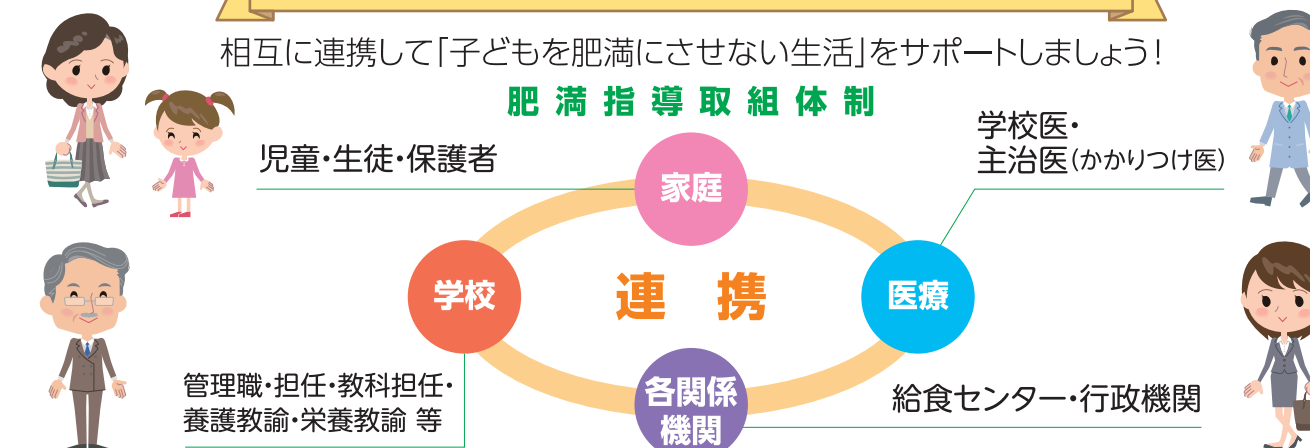 相互に連携して「子どもを肥満にさせない生活」をサポートしましょう!
肥満指導取組体制
学校医・
主治医(かかりつけ医)
児童・生徒・保護者
家庭
学校
連携
医療
管理職・担任・教科担任・
養護教諭・栄養教諭 等
各関係
機関
給食センター・行政機関